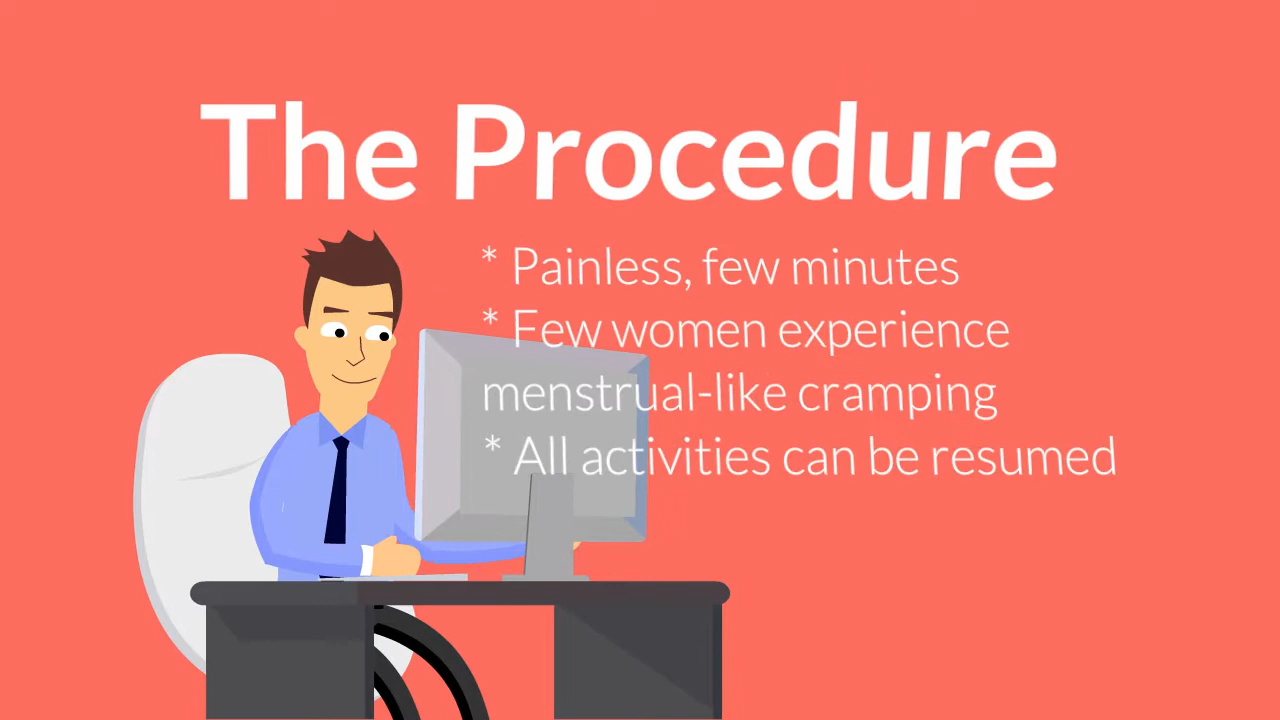 The Procedure
* Painless, few minutes
* Few women experience
menstrual-like cramping
* All activities can be resumed